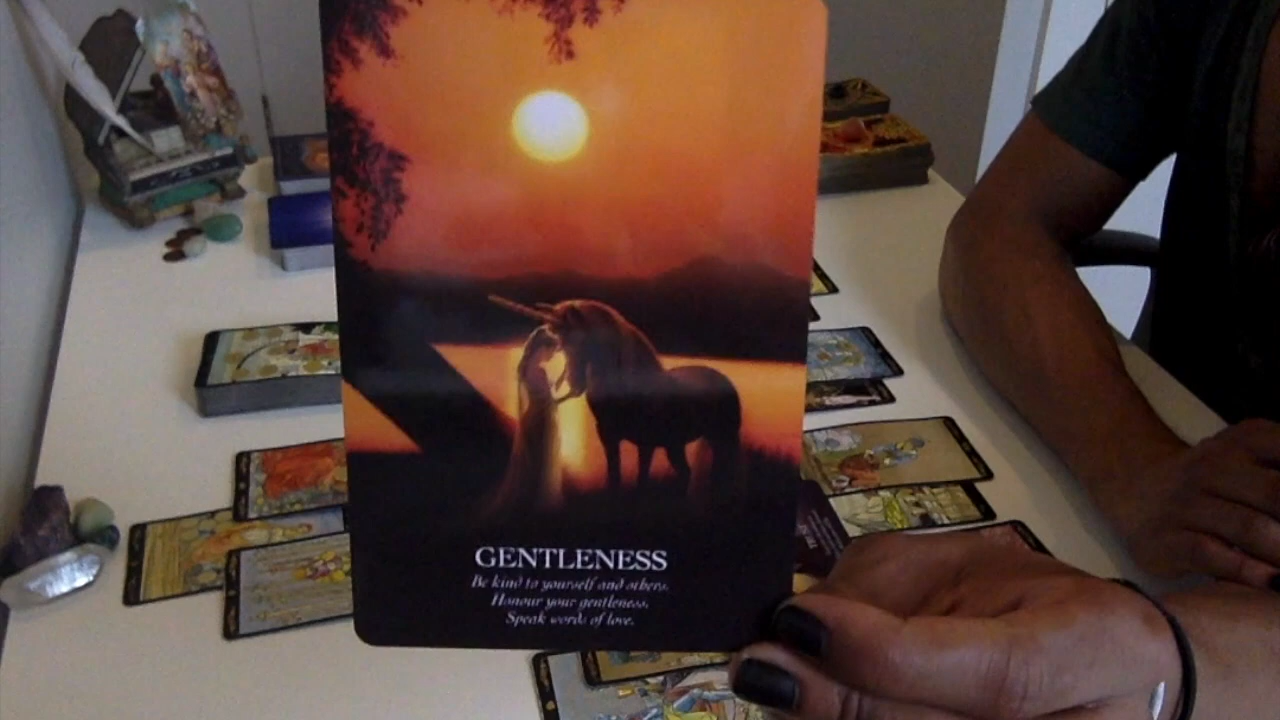 GENTLENESS
Be kind to yourself and others.
Honour your gentleness.
Speak words of love.